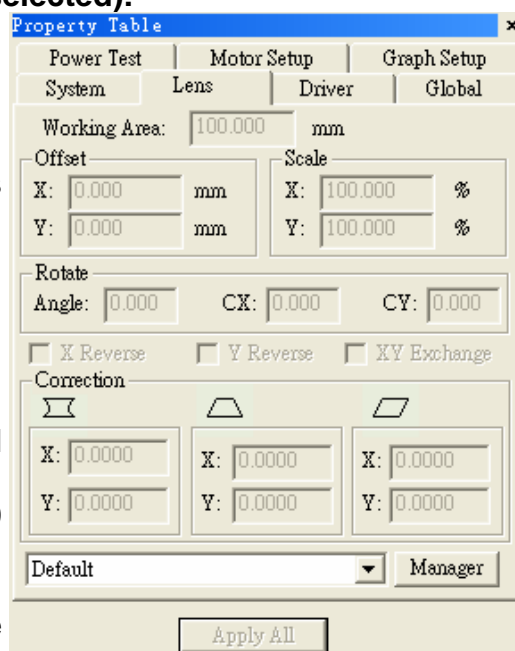 selected).
Property Table ×
Power Test Motor Setup Graph Setup
System Lens Driver Global
Working Area: 100.000 mm
Offset Scale
X: 0.000 mm X: 100.000 %
Y: 0.000 mm Y: 100.000 %
Rotate
Angle: 0.000 CX: 0.000 CY: 0.000
X Reverse Y Reverse XY Exchange
Correction
X: 0.0000 X: 0.0000 X: 0.0000
Y: 0.0000 Y: 0.0000 Y: 0.0000
Default Manager
Apply All